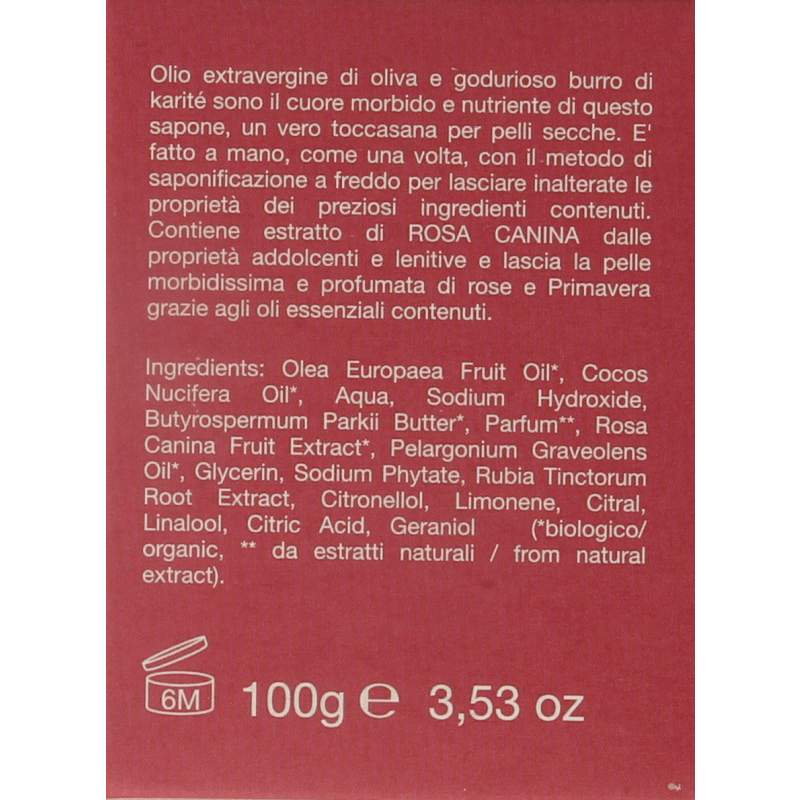 Olio extravergine di oliva e godurioso burro di
karité sono il cuore morbido e nutriente di questo
sapone, un vero toccasana per pelli secche. E'
fatto a mano, come una volta, con il metodo di
saponificazione a freddo per lasciare inalterate le
proprietà dei preziosi ingredienti contenuti.
Contiene estratto di ROSA CANINA dalle
proprietà addolcenti e lenitive e lascia la pelle
morbidissima e profumata di rose e Primavera
grazie agli oli essenziali contenuti.
Ingredients: Olea Europaea Fruit Oil*, Cocos
Nucifera Oil*, Aqua, Sodium Hydroxide,
Butyrospermum Parkii Butter*, Parfum**, Rosa
Canina Fruit Extract*, Pelargonium Graveolens
Oil*, Glycerin, Sodium Phytate, Rubia Tinctorum
Root Extract, Citronellol, Limonene, Citral,
Linalool, Citric Acid, Geraniol (*biologico/
organic, ** da estratti naturali / from natural
extract).
6M 100g ℮ 3,53 oz